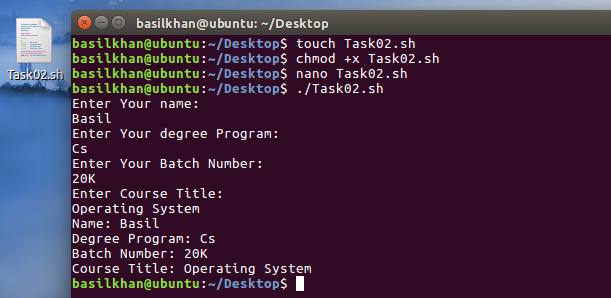 basilkhan@ubuntu: ~/Desktop
Task02.sh
basilkhan@ubuntu:~/Desktop$ touch Task02.sh
basilkhan@ubuntu:~/Desktop$ chmod +x Task02.sh
basilkhan@ubuntu:~/Desktop$ nano Task02.sh
basilkhan@ubuntu:~/Desktop$ ./Task02.sh
Enter Your name:
Basil
Enter Your degree Program:
Cs
Enter Your Batch Number:
20K
Enter Course Title:
Operating System
Name: Basil
Degree Program: Cs
Batch Number: 20K
Course Title: Operating System
basilkhan@ubuntu:~/Desktop$